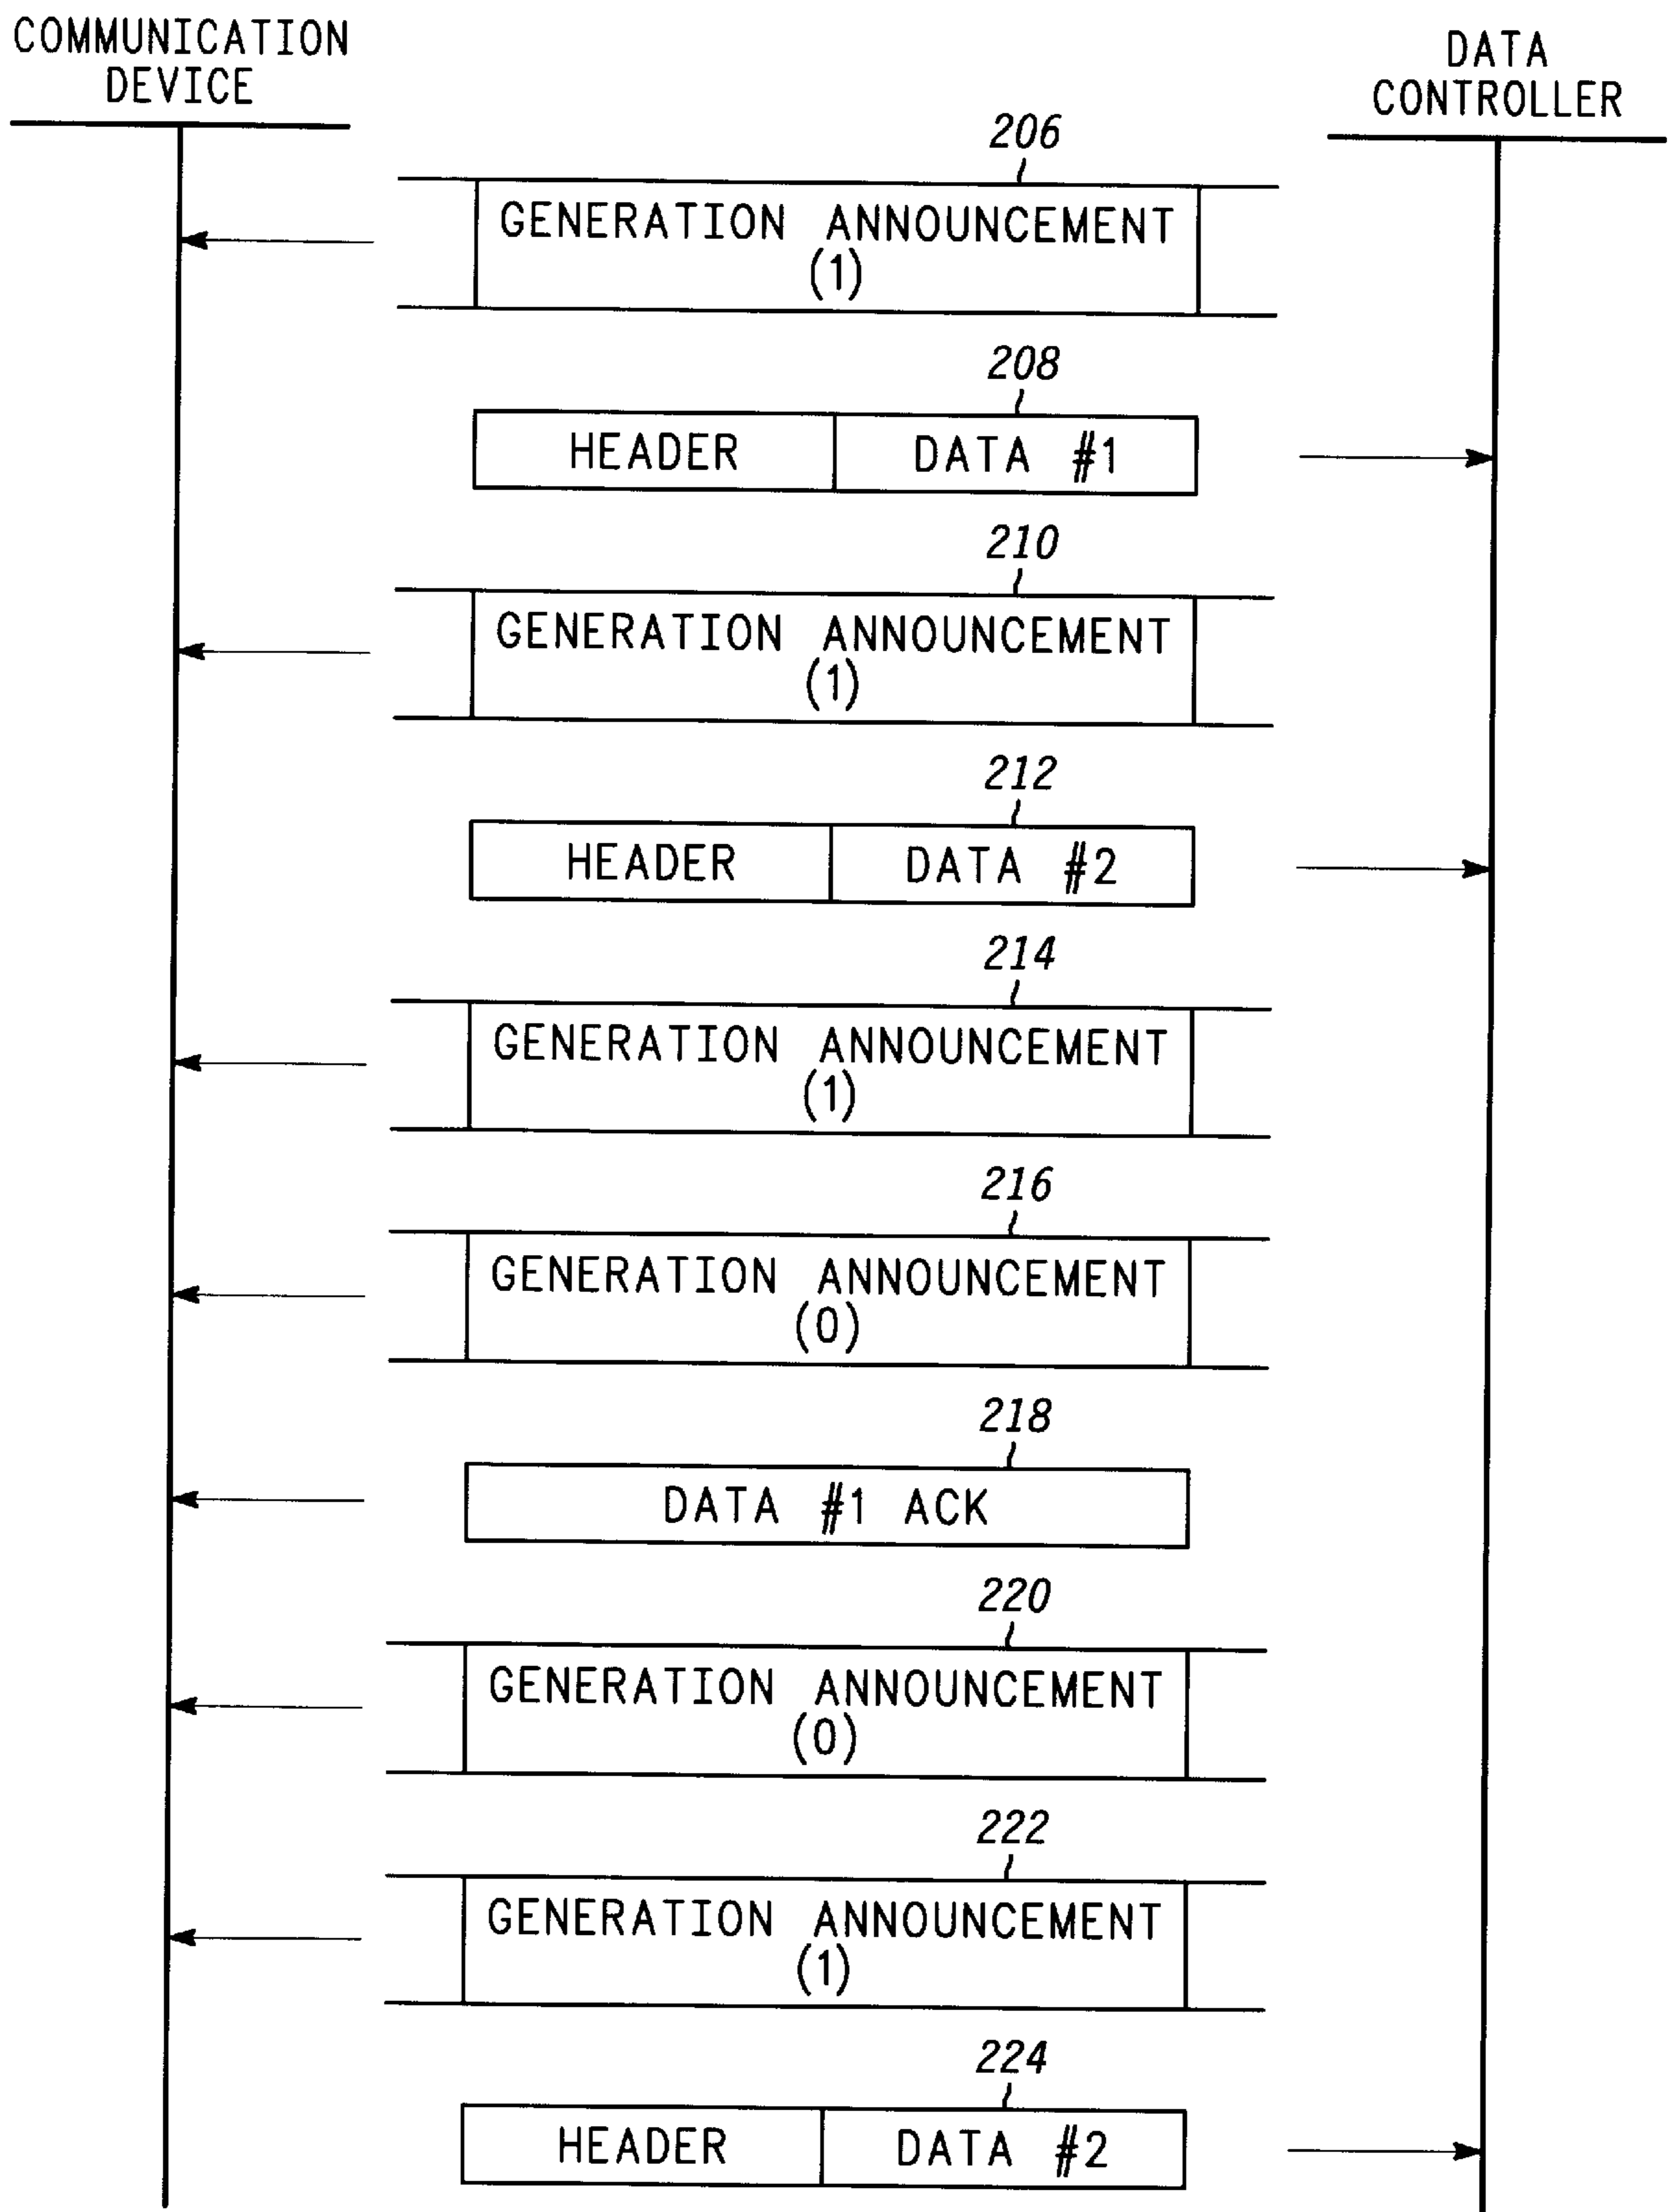 COMMUNICATION
DEVICE
DATA
CONTROLLER
206
GENERATION ANNOUNCEMENT
(1)
208
HEADER DATA #1
210
GENERATION ANNOUNCEMENT
(1)
212
HEADER DATA #2
214
GENERATION ANNOUNCEMENT
(1)
216
GENERATION ANNOUNCEMENT
(0)
218
DATA #1 ACK
220
GENERATION ANNOUNCEMENT
(0)
222
GENERATION ANNOUNCEMENT
(1)
224
HEADER DATA #2